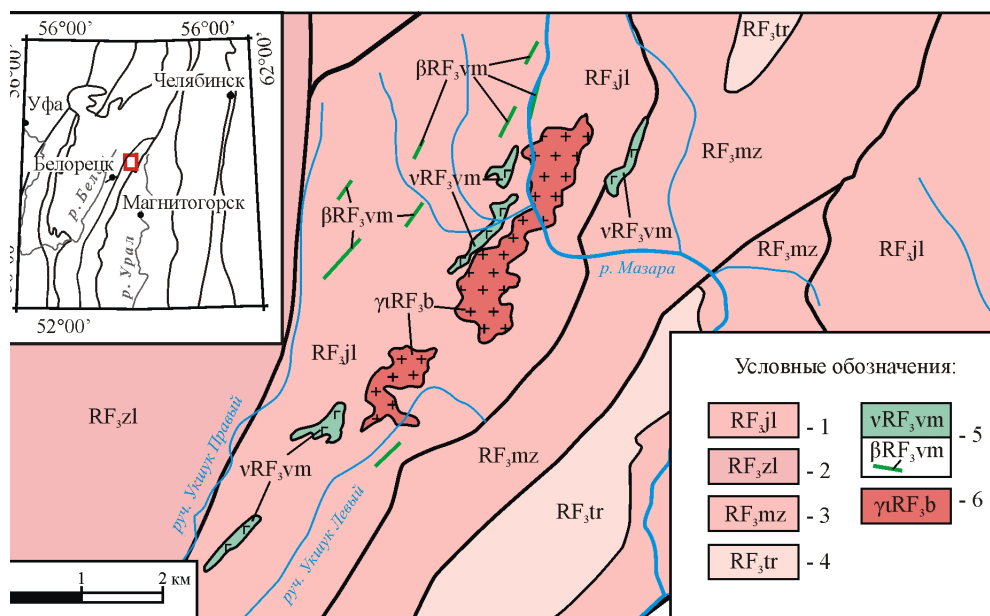 56°00'
56°00'
62°00'
56°00'
Челябинск
Уфа
Белорецк
р. Бел
Магнитогорск
р. Урал
52°00'
RF₃tr
βRF₃vm
RF₃jl
RF₃mz
νRF₃vm
βRF₃vm
νRF₃vm
RF₃mz
RF₃jl
р. Мазара
γιRF₃b
RF₃jl
RF₃zl
руч. Укшук Правый
νRF₃vm
RF₃mz
руч. Укшук Левый
RF₃tr
1 2 км
Условные обозначения:
RF₃jl - 1
RF₃zl - 2
RF₃mz - 3
RF₃tr - 4
νRF₃vm
βRF₃vm - 5
γιRF₃b - 6